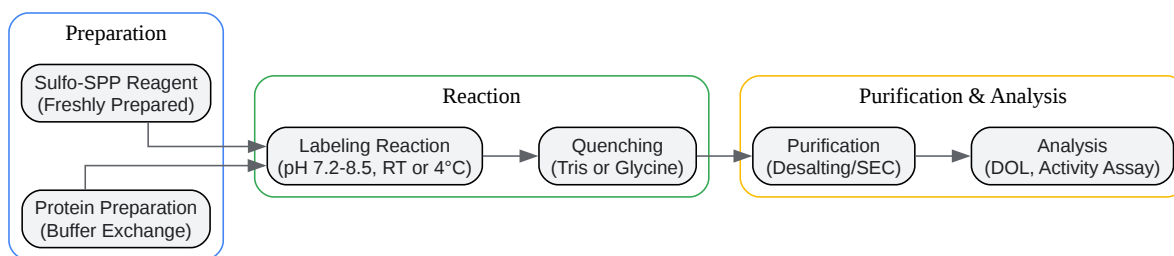 Preparation
Sulfo-SPP Reagent
(Freshly Prepared)
Protein Preparation
(Buffer Exchange)
Reaction
Labeling Reaction
(pH 7.2-8.5, RT or 4°C)
Quenching
(Tris or Glycine)
Purification & Analysis
Purification
(Desalting/SEC)
Analysis
(DOL, Activity Assay)